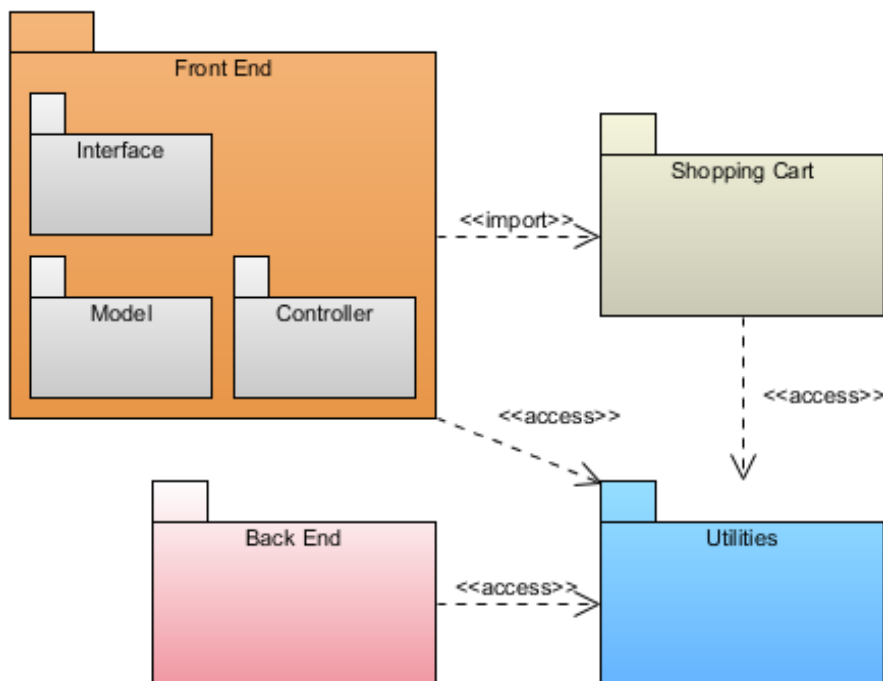 Front End
Interface
Shopping Cart
<<import>>
Model
Controller
<<access>>
<<access>>
Back End
Utilities
<<access>>